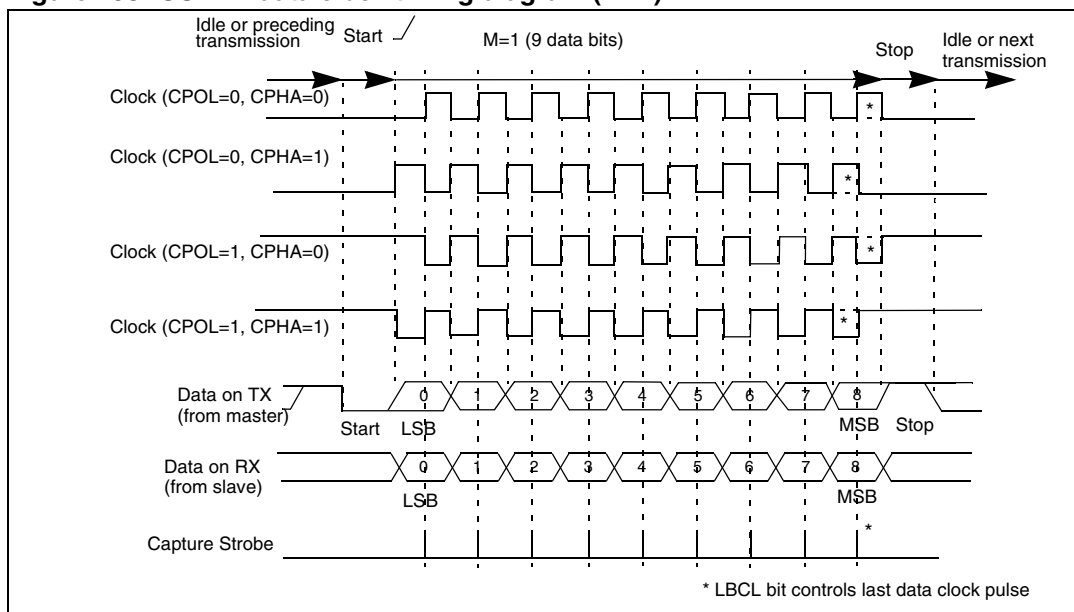 Idle or preceding
transmission
Start
M=1 (9 data bits)
Stop
Idle or next
transmission
Clock (CPOL=0, CPHA=0)
*
Clock (CPOL=0, CPHA=1)
*
Clock (CPOL=1, CPHA=0)
*
Clock (CPOL=1, CPHA=1)
*
Data on TX
(from master)
0 1 2 3 4 5 6 7 8
Start LSB MSB Stop
Data on RX
(from slave)
0 1 2 3 4 5 6 7 8
LSB MSB
Capture Strobe
*
* LBCL bit controls last data clock pulse